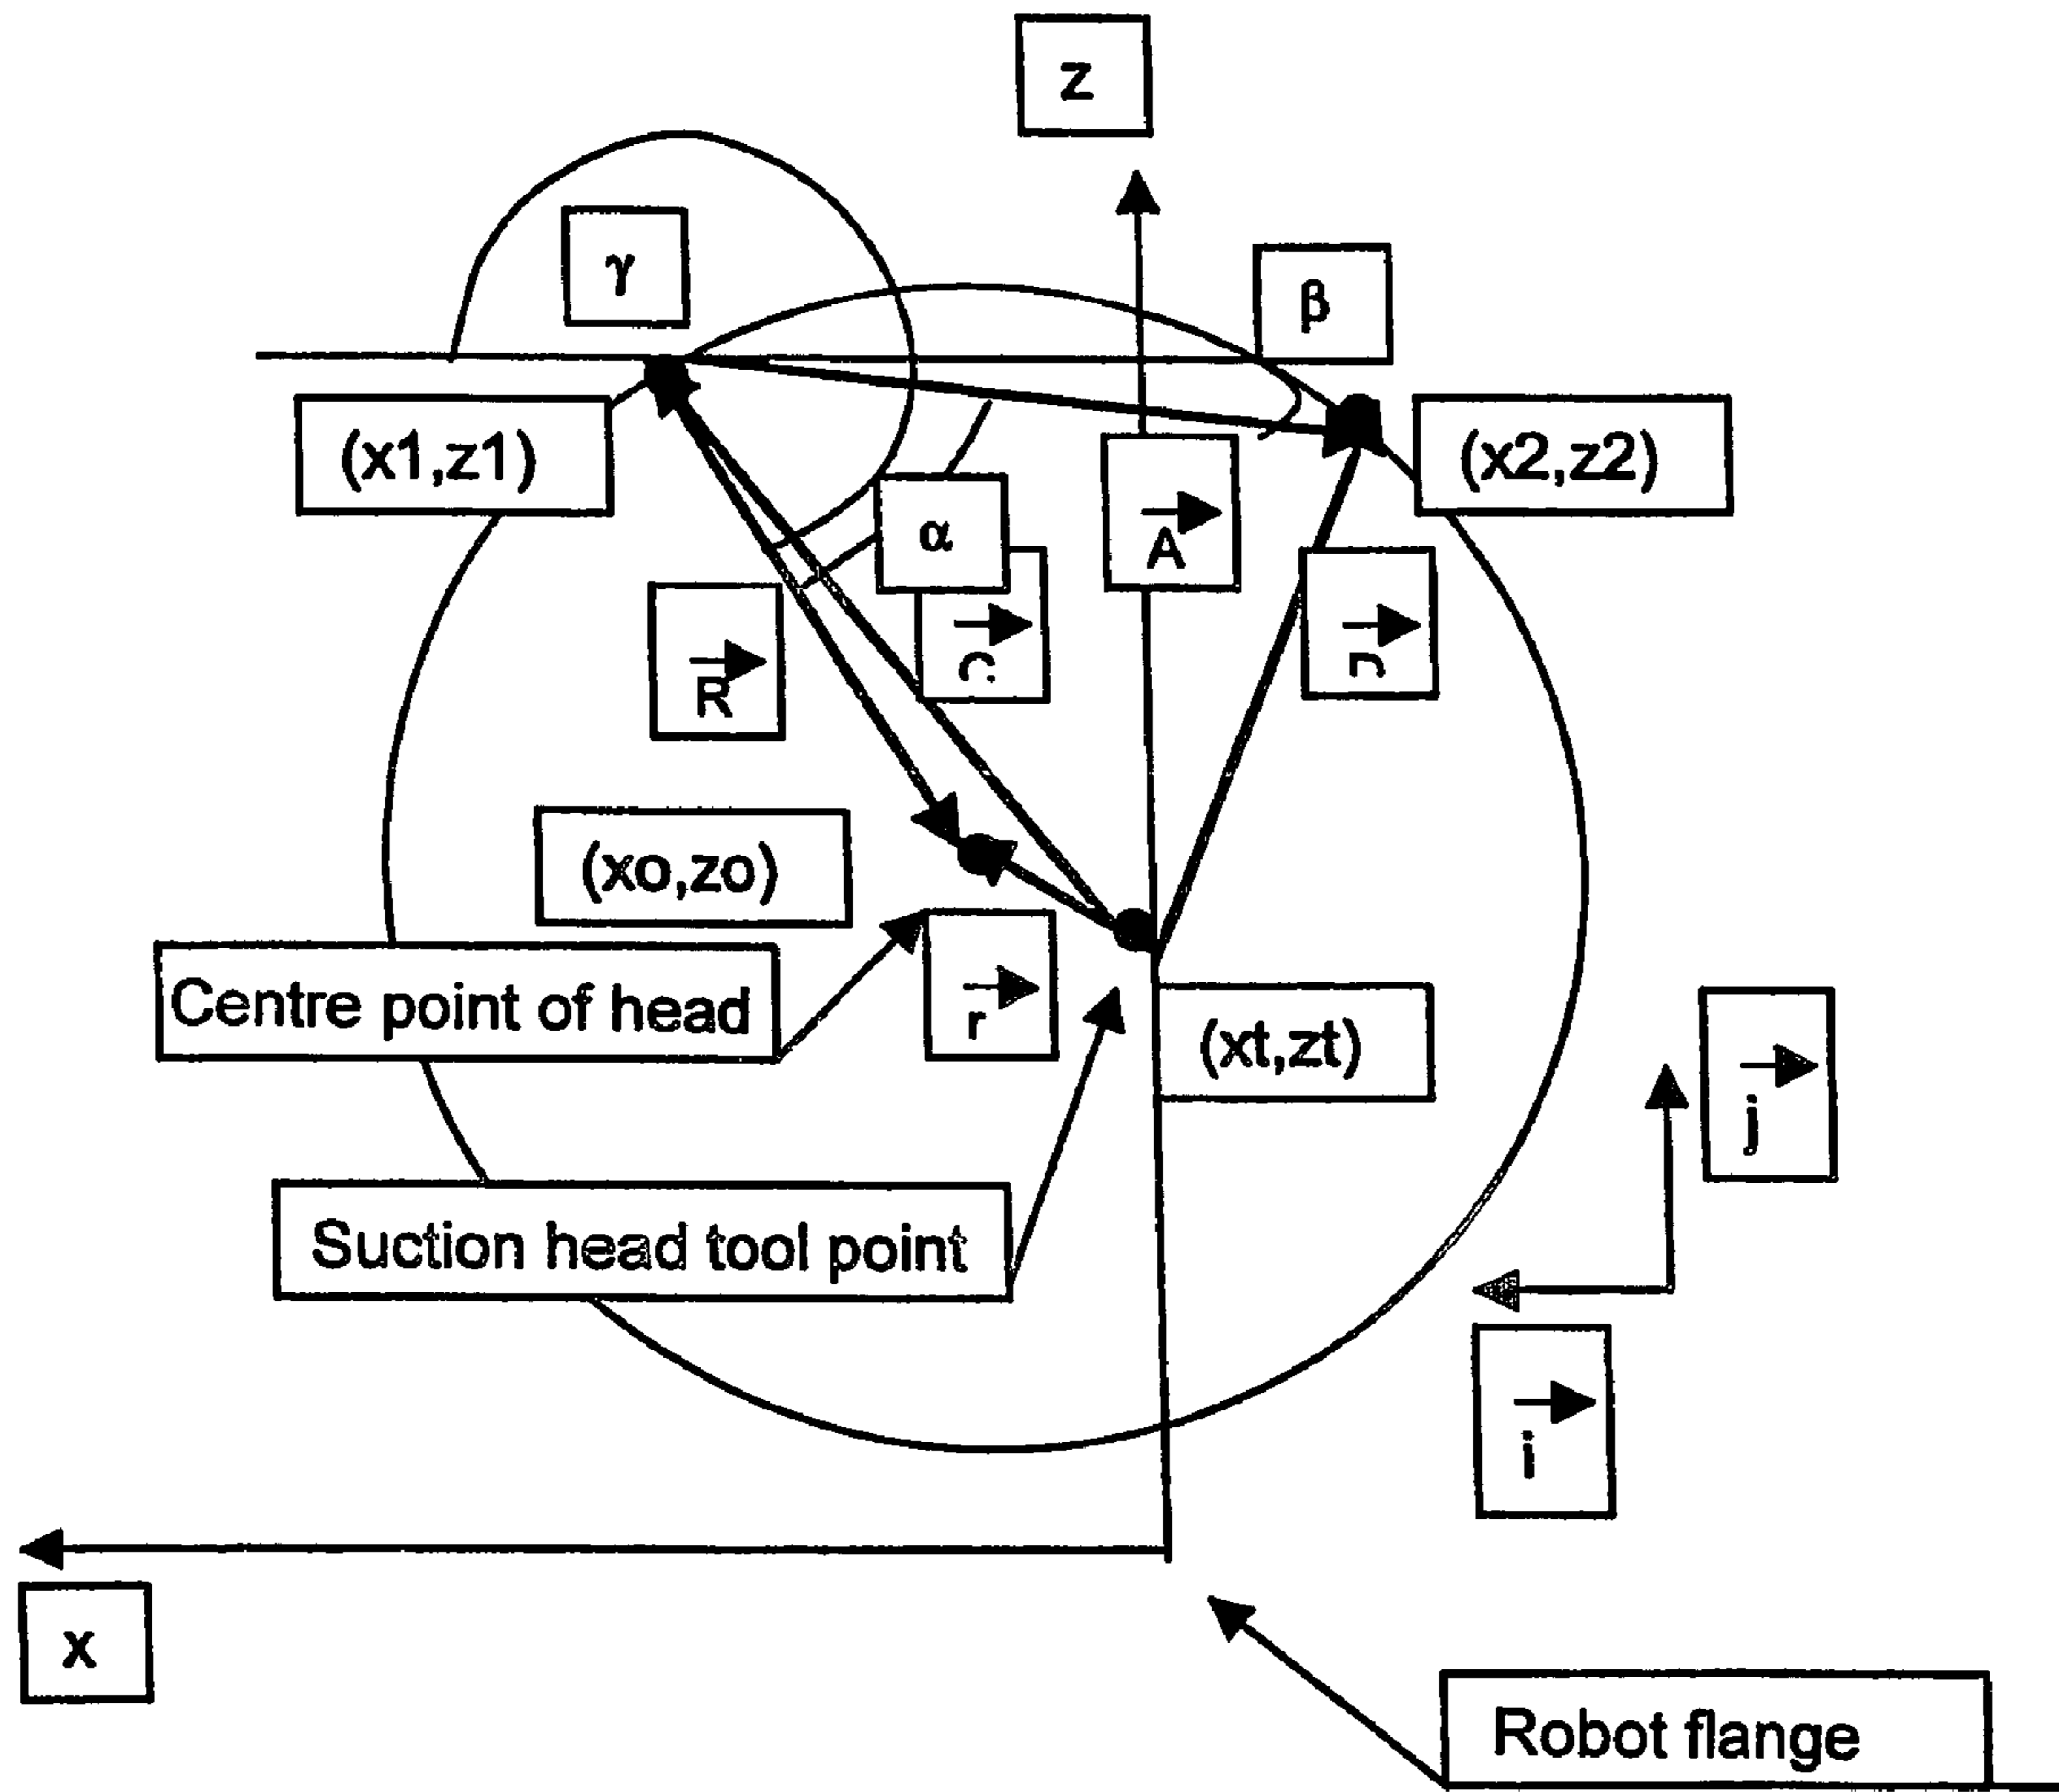 z
γ
β
(x1,z1)
(x2,z2)
α
A
R
(xo,zo)
Centre point of head
r
(xt,zt)
j
Suction head tool point
i
x
Robot flange